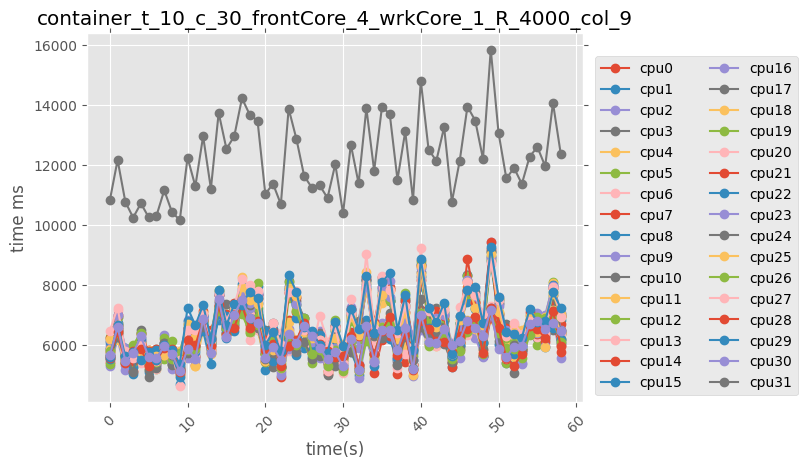 container_t_10_c_30_frontCore_4_wrkCore_1_R_4000_col_9
time ms
16000
14000
12000
10000
8000
6000
0
10
20
30
40
50
60
time(s)
cpu0
cpu1
cpu2
cpu3
cpu4
cpu5
cpu6
cpu7
cpu8
cpu9
cpu10
cpu11
cpu12
cpu13
cpu14
cpu15
cpu16
cpu17
cpu18
cpu19
cpu20
cpu21
cpu22
cpu23
cpu24
cpu25
cpu26
cpu27
cpu28
cpu29
cpu30
cpu31